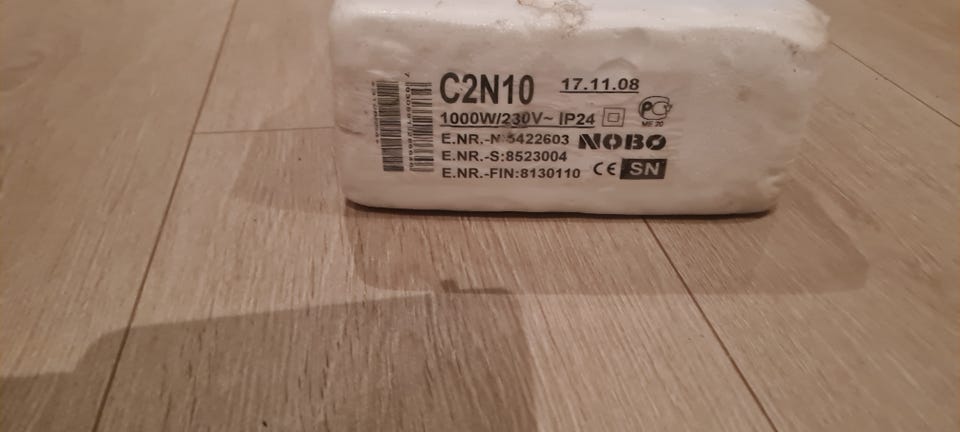 C2N10 17.11.08
1000W/230V~ IP24
E.NR.-N:5422603 NOBO
E.NR.-S:8523004
E.NR.-FIN:8130110 CE SN